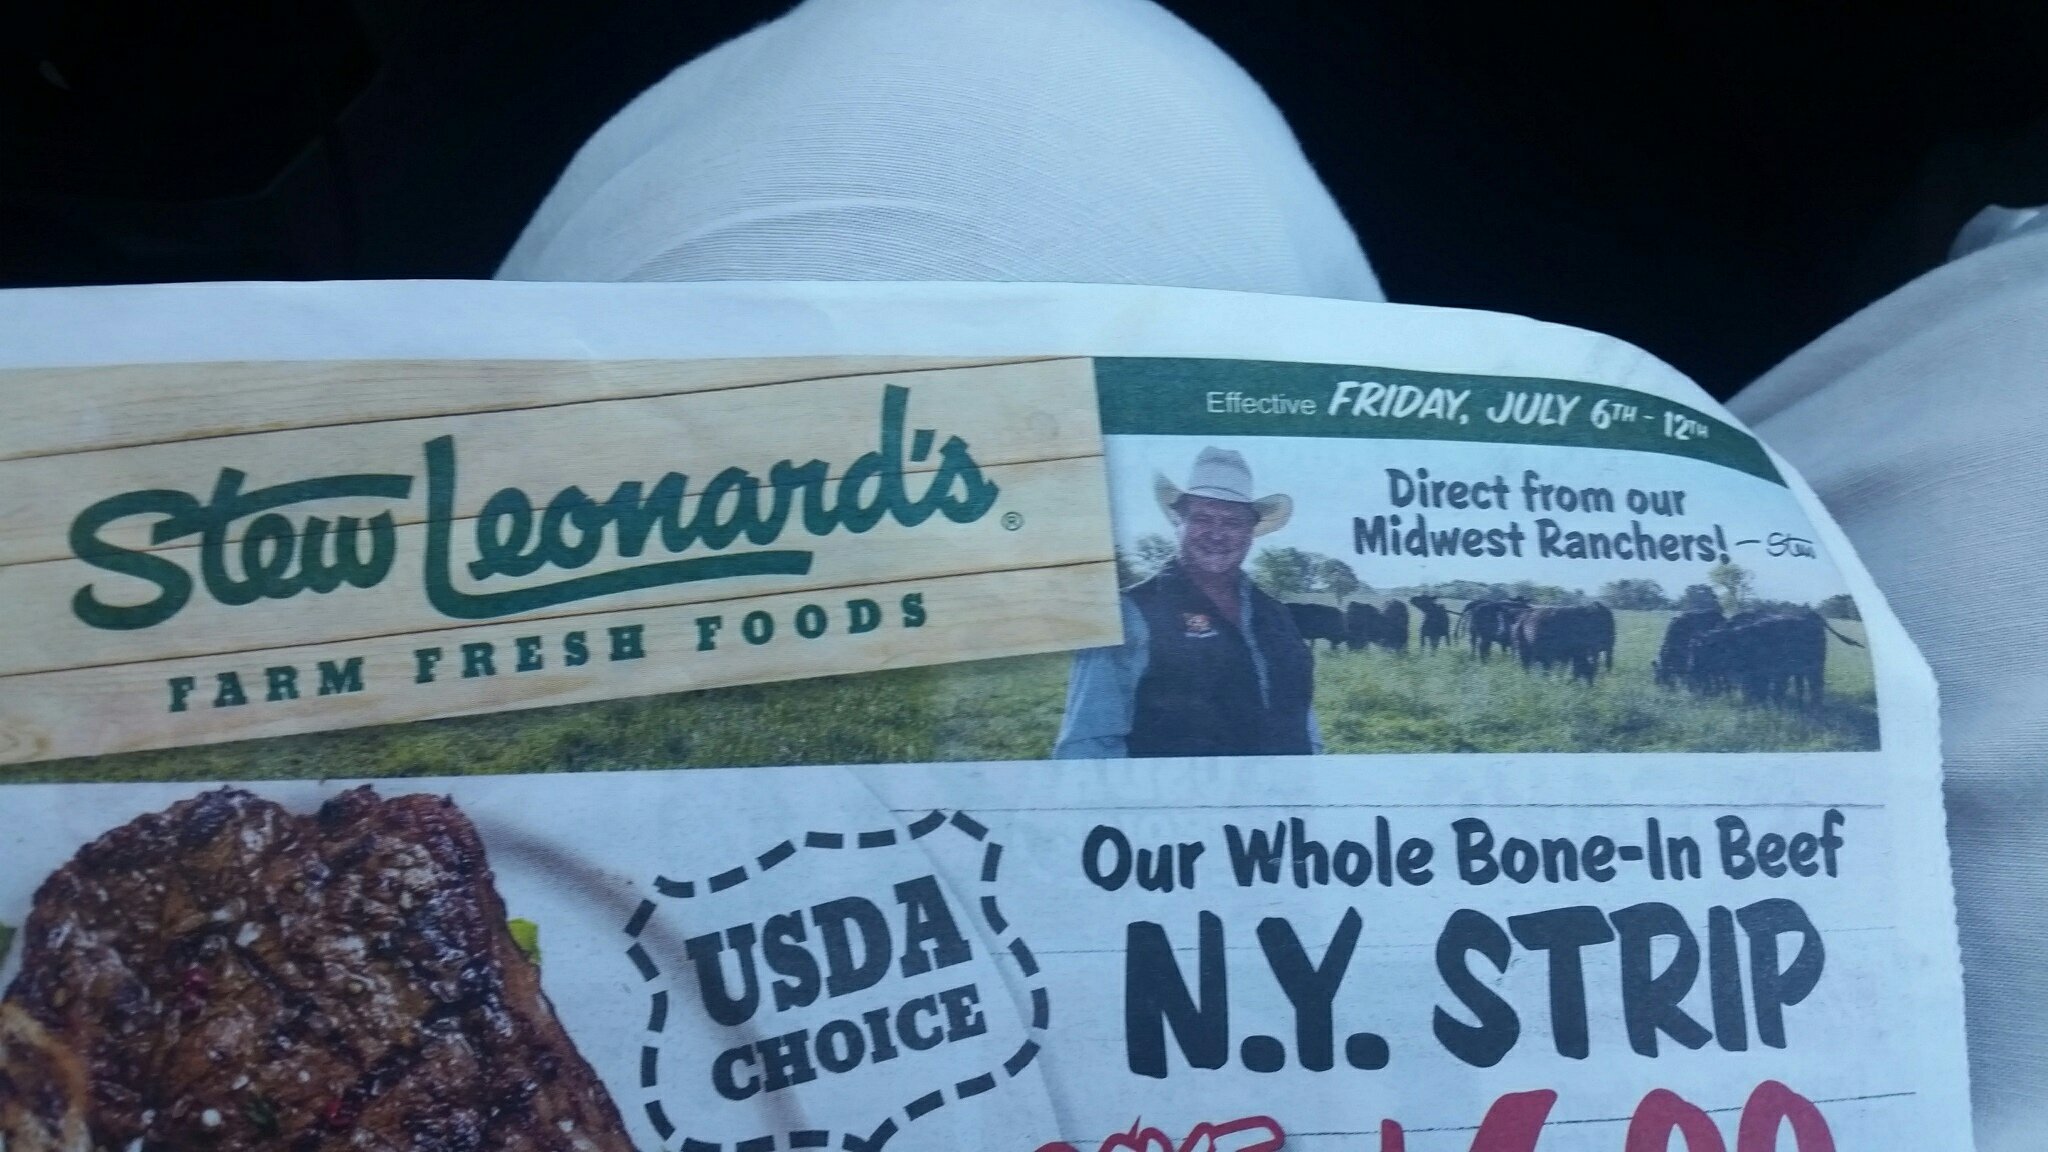 Stew Leonard's®
FARM FRESH FOODS
Effective FRIDAY, JULY 6TH - 12TH
Direct from our
Midwest Ranchers! – Stew
USDA
CHOICE
Our Whole Bone-In Beef
N.Y. STRIP